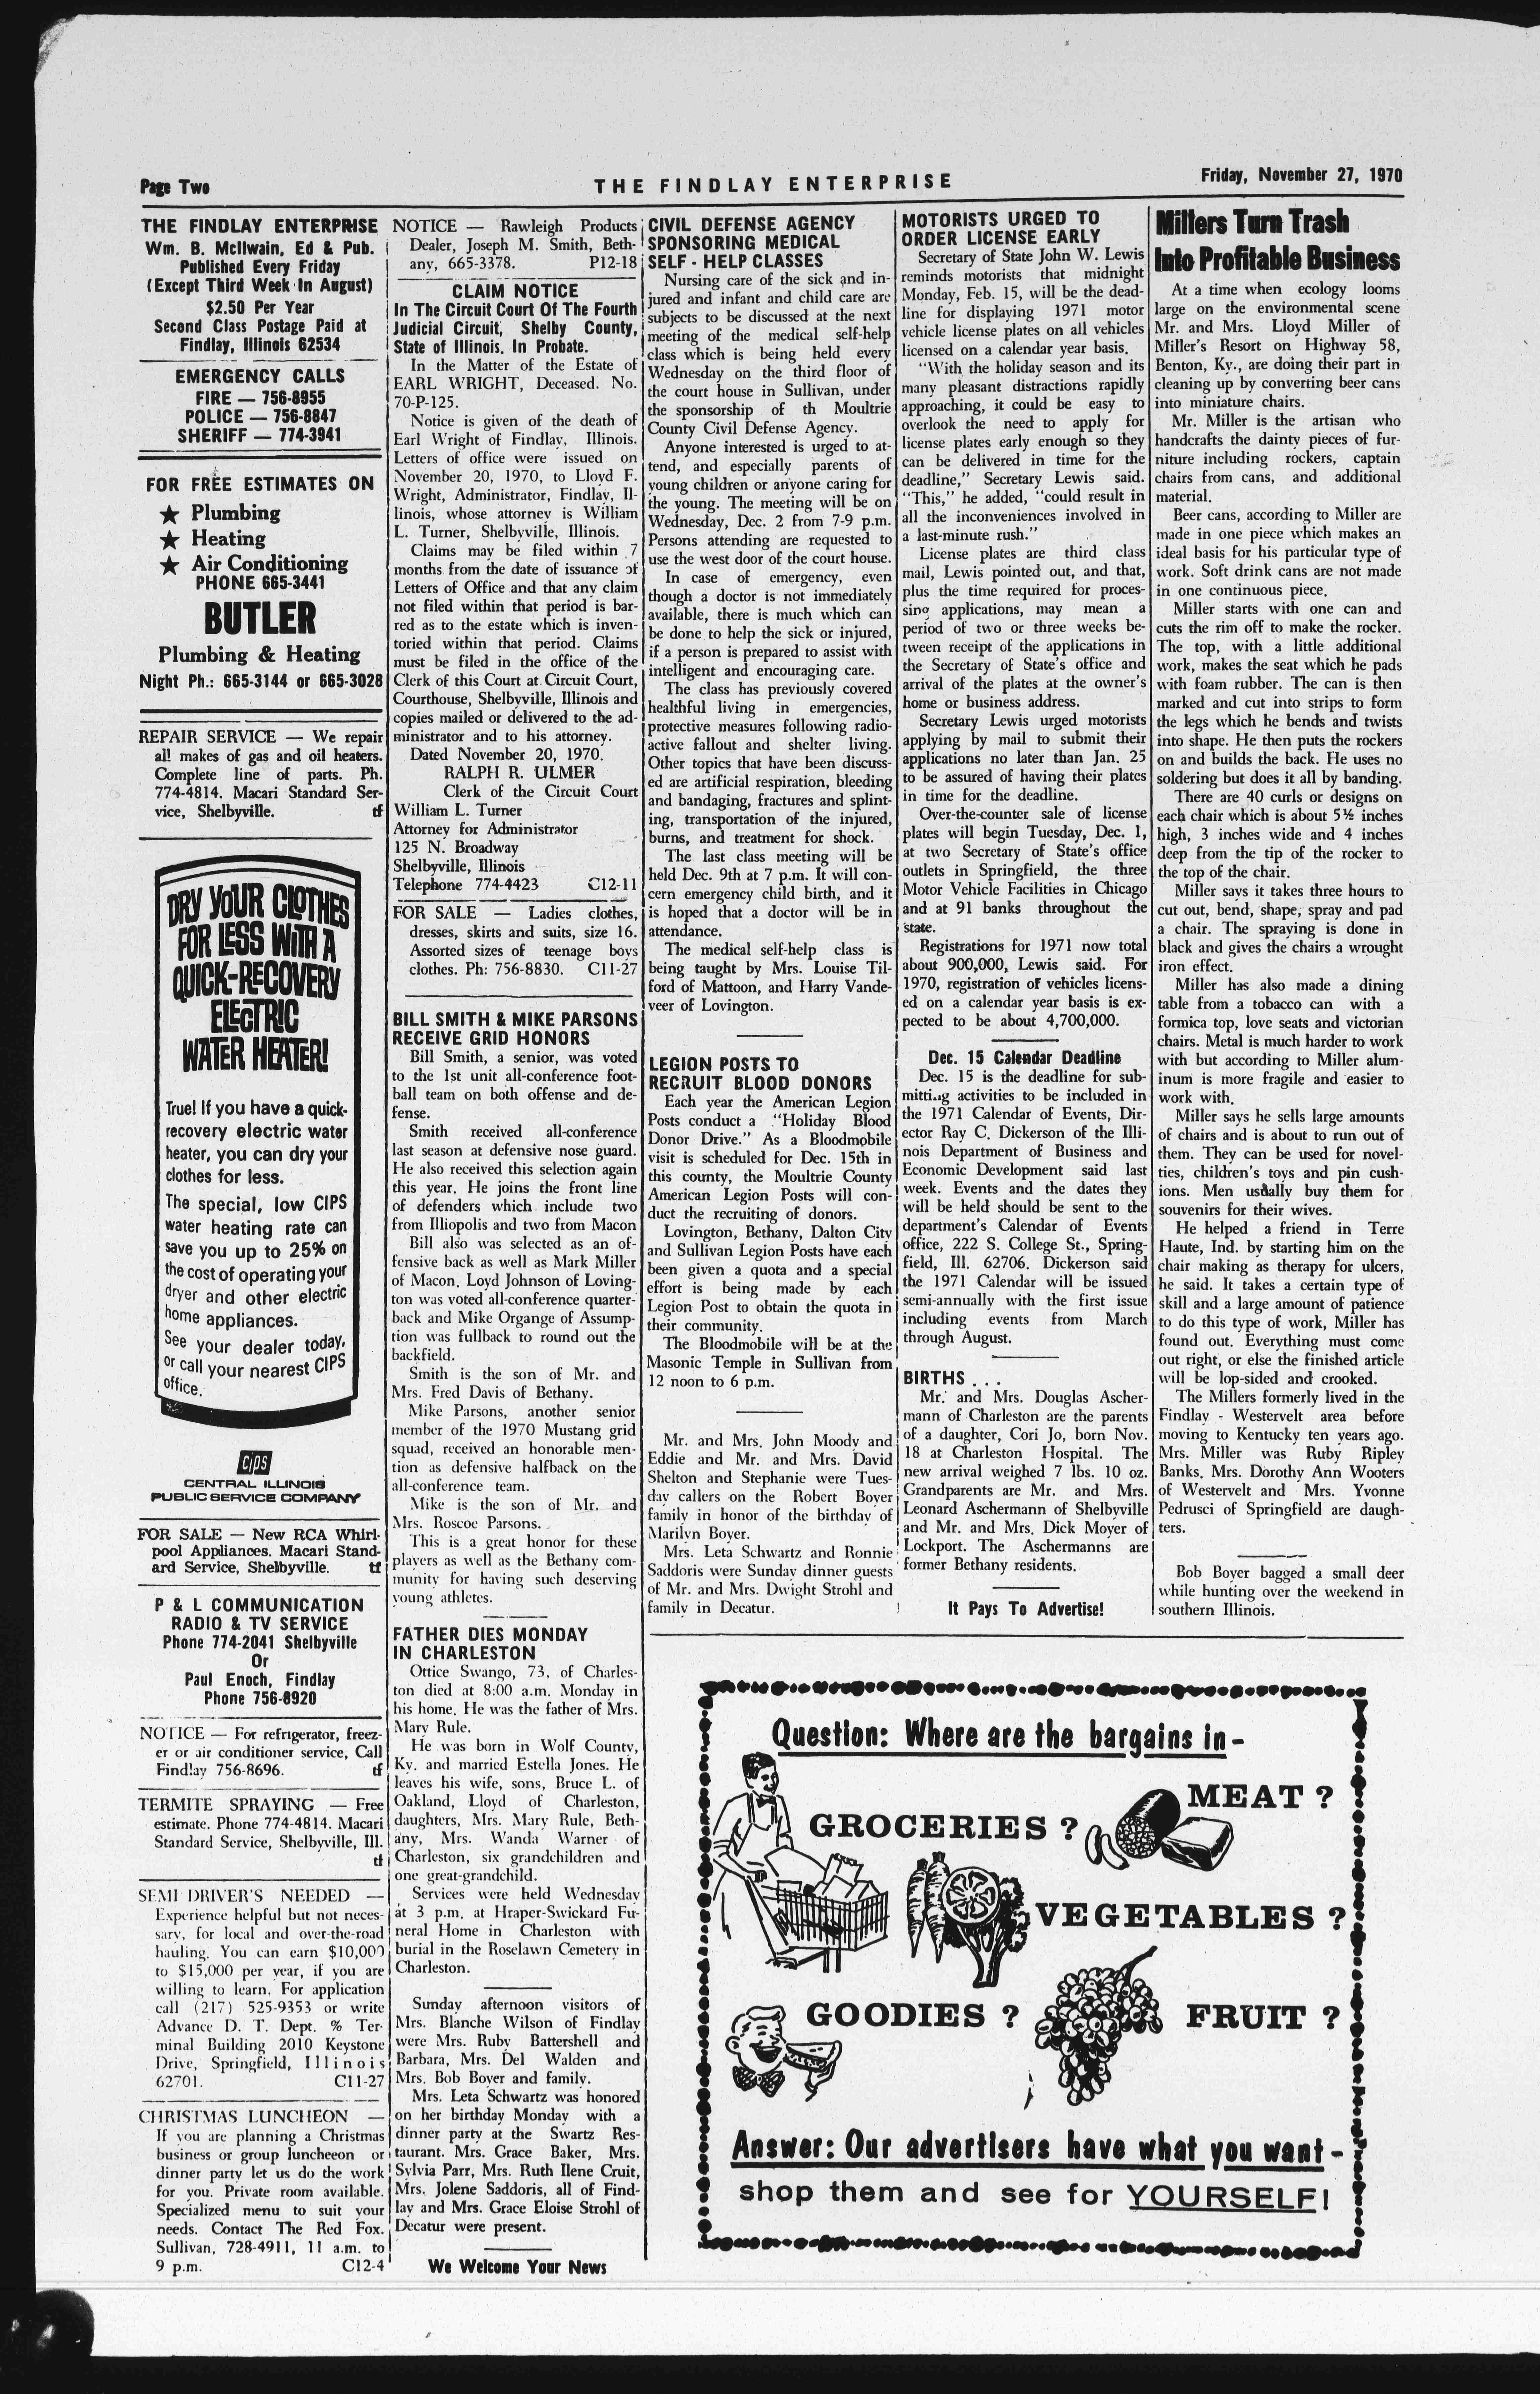 Page Two
THE FINDLAY ENTERPRISE
Friday, November 27, 1970
THE FINDLAY ENTERPRISE
Wm. B. McIlwain, Ed & Pub.
Published Every Friday
(Except Third Week In August)
$2.50 Per Year
Second Class Postage Paid at
Findlay, Illinois 62534
EMERGENCY CALLS
FIRE — 756-8955
POLICE — 756-8847
SHERIFF — 774-3941
FOR FREE ESTIMATES ON
★ Plumbing
★ Heating
★ Air Conditioning
PHONE 665-3441
BUTLER
Plumbing & Heating
Night Ph.: 665-3144 or 665-3028
REPAIR SERVICE — We repair
all makes of gas and oil heaters.
Complete line of parts. Ph.
774-4814. Macari Standard Ser-
vice, Shelbyville. tf
DRY YOUR CLOTHES
FOR LESS WITH A
QUICK-RECOVERY
ELECTRIC
WATER HEATER!
True! If you have a quick-
recovery electric water
heater, you can dry your
clothes for less.
The special, low CIPS
water heating rate can
save you up to 25% on
the cost of operating your
dryer and other electric
home appliances.
See your dealer today,
or call your nearest CIPS
office.
CIPS
CENTRAL ILLINOIS
PUBLIC SERVICE COMPANY
FOR SALE — New RCA Whirl-
pool Appliances. Macari Stand-
ard Service, Shelbyville. tf
P & L COMMUNICATION
RADIO & TV SERVICE
Phone 774-2041 Shelbyville
Or
Paul Enoch, Findlay
Phone 756-8920
NOTICE — For refrigerator, freez-
er or air conditioner service, Call
Findlay 756-8696. tf
TERMITE SPRAYING — Free
estimate. Phone 774-4814. Macari
Standard Service, Shelbyville, Ill.
tf
SEMI DRIVER'S NEEDED —
Experience helpful but not neces-
sary, for local and over-the-road
hauling. You can earn $10,000
to $15,000 per year, if you are
willing to learn. For application
call (217) 525-9353 or write
Advance D. T. Dept. % Ter-
minal Building 2010 Keystone
Drive, Springfield, Illinois
62701. C11-27
CHRISTMAS LUNCHEON —
If you are planning a Christmas
business or group luncheon or
dinner party let us do the work
for you. Private room available.
Specialized menu to suit your
needs. Contact The Red Fox.
Sullivan, 728-4911, 11 a.m. to
9 p.m. C12-4
NOTICE — Rawleigh Products
Dealer, Joseph M. Smith, Beth-
any, 665-3378. P12-18
CLAIM NOTICE
In The Circuit Court Of The Fourth
Judicial Circuit, Shelby County,
State of Illinois. In Probate.
In the Matter of the Estate of
EARL WRIGHT, Deceased. No.
70-P-125.
Notice is given of the death of
Earl Wright of Findlay, Illinois.
Letters of office were issued on
November 20, 1970, to Lloyd F.
Wright, Administrator, Findlay, Il-
linois, whose attorney is William
L. Turner, Shelbyville, Illinois.
Claims may be filed within 7
months from the date of issuance of
Letters of Office and that any claim
not filed within that period is bar-
red as to the estate which is inven-
toried within that period. Claims
must be filed in the office of the
Clerk of this Court at Circuit Court,
Courthouse, Shelbyville, Illinois and
copies mailed or delivered to the ad-
ministrator and to his attorney.
Dated November 20, 1970.
RALPH R. ULMER
Clerk of the Circuit Court
William L. Turner
Attorney for Administrator
125 N. Broadway
Shelbyville, Illinois
Telephone 774-4423 C12-11
FOR SALE — Ladies clothes,
dresses, skirts and suits, size 16.
Assorted sizes of teenage boys
clothes. Ph: 756-8830. C11-27
BILL SMITH & MIKE PARSONS
RECEIVE GRID HONORS
Bill Smith, a senior, was voted
to the 1st unit all-conference foot-
ball team on both offense and de-
fense.
Smith received all-conference
last season at defensive nose guard.
He also received this selection again
this year. He joins the front line
of defenders which include two
from Illiopolis and two from Macon
Bill also was selected as an of-
fensive back as well as Mark Miller
of Macon. Loyd Johnson of Loving-
ton was voted all-conference quarter-
back and Mike Organge of Assump-
tion was fullback to round out the
backfield.
Smith is the son of Mr. and
Mrs. Fred Davis of Bethany.
Mike Parsons, another senior
member of the 1970 Mustang grid
squad, received an honorable men-
tion as defensive halfback on the
all-conference team.
Mike is the son of Mr. and
Mrs. Roscoe Parsons.
This is a great honor for these
players as well as the Bethany com-
munity for having such deserving
young athletes.
FATHER DIES MONDAY
IN CHARLESTON
Ottice Swango, 73, of Charles-
ton died at 8:00 a.m. Monday in
his home. He was the father of Mrs.
Mary Rule.
He was born in Wolf County,
Ky. and married Estella Jones. He
leaves his wife, sons, Bruce L. of
Oakland, Lloyd of Charleston,
daughters, Mrs. Mary Rule, Beth-
any, Mrs. Wanda Warner of
Charleston, six grandchildren and
one great-grandchild.
Services were held Wednesday
at 3 p.m. at Hraper-Swickard Fu-
neral Home in Charleston with
burial in the Roselawn Cemetery in
Charleston.
Sunday afternoon visitors of
Mrs. Blanche Wilson of Findlay
were Mrs. Ruby Battershell and
Barbara, Mrs. Del Walden and
Mrs. Bob Boyer and family.
Mrs. Leta Schwartz was honored
on her birthday Monday with a
dinner party at the Swartz Res-
taurant. Mrs. Grace Baker, Mrs.
Sylvia Parr, Mrs. Ruth Ilene Cruit,
Mrs. Jolene Saddoris, all of Find-
lay and Mrs. Grace Eloise Strohl of
Decatur were present.
We Welcome Your News
CIVIL DEFENSE AGENCY
SPONSORING MEDICAL
SELF - HELP CLASSES
Nursing care of the sick and in-
jured and infant and child care are
subjects to be discussed at the next
meeting of the medical self-help
class which is being held every
Wednesday on the third floor of
the court house in Sullivan, under
the sponsorship of th Moultrie
County Civil Defense Agency.
Anyone interested is urged to at-
tend, and especially parents of
young children or anyone caring for
the young. The meeting will be on
Wednesday, Dec. 2 from 7-9 p.m.
Persons attending are requested to
use the west door of the court house.
In case of emergency, even
though a doctor is not immediately
available, there is much which can
be done to help the sick or injured,
if a person is prepared to assist with
intelligent and encouraging care.
The class has previously covered
healthful living in emergencies,
protective measures following radio-
active fallout and shelter living.
Other topics that have been discuss-
ed are artificial respiration, bleeding
and bandaging, fractures and splint-
ing, transportation of the injured,
burns, and treatment for shock.
The last class meeting will be
held Dec. 9th at 7 p.m. It will con-
cern emergency child birth, and it
is hoped that a doctor will be in
attendance.
The medical self-help class is
being taught by Mrs. Louise Til-
ford of Mattoon, and Harry Vande-
veer of Lovington.
LEGION POSTS TO
RECRUIT BLOOD DONORS
Each year the American Legion
Posts conduct a "Holiday Blood
Donor Drive." As a Bloodmobile
visit is scheduled for Dec. 15th in
this county, the Moultrie County
American Legion Posts will con-
duct the recruiting of donors.
Lovington, Bethany, Dalton City
and Sullivan Legion Posts have each
been given a quota and a special
effort is being made by each
Legion Post to obtain the quota in
their community.
The Bloodmobile will be at the
Masonic Temple in Sullivan from
12 noon to 6 p.m.
Mr. and Mrs. John Moody and
Eddie and Mr. and Mrs. David
Shelton and Stephanie were Tues-
day callers on the Robert Boyer
family in honor of the birthday of
Marilyn Boyer.
Mrs. Leta Schwartz and Ronnie
Saddoris were Sunday dinner guests
of Mr. and Mrs. Dwight Strohl and
family in Decatur.
MOTORISTS URGED TO
ORDER LICENSE EARLY
Secretary of State John W. Lewis
reminds motorists that midnight
Monday, Feb. 15, will be the dead-
line for displaying 1971 motor
vehicle license plates on all vehicles
licensed on a calendar year basis.
"With the holiday season and its
many pleasant distractions rapidly
approaching, it could be easy to
overlook the need to apply for
license plates early enough so they
can be delivered in time for the
deadline," Secretary Lewis said.
"This," he added, "could result in
all the inconveniences involved in
a last-minute rush."
License plates are third class
mail, Lewis pointed out, and that,
plus the time required for proces-
sing applications, may mean a
period of two or three weeks be-
tween receipt of the applications in
the Secretary of State's office and
arrival of the plates at the owner's
home or business address.
Secretary Lewis urged motorists
applying by mail to submit their
applications no later than Jan. 25
to be assured of having their plates
in time for the deadline.
Over-the-counter sale of license
plates will begin Tuesday, Dec. 1,
at two Secretary of State's office
outlets in Springfield, the three
Motor Vehicle Facilities in Chicago
and at 91 banks throughout the
state.
Registrations for 1971 now total
about 900,000, Lewis said. For
1970, registration of vehicles licens-
ed on a calendar year basis is ex-
pected to be about 4,700,000.
Dec. 15 Calendar Deadline
Dec. 15 is the deadline for sub-
mitting activities to be included in
the 1971 Calendar of Events, Dir-
ector Ray C. Dickerson of the Illi-
nois Department of Business and
Economic Development said last
week. Events and the dates they
will be held should be sent to the
department's Calendar of Events
office, 222 S. College St., Spring-
field, Ill. 62706. Dickerson said
the 1971 Calendar will be issued
semi-annually with the first issue
including events from March
through August.
BIRTHS . . .
Mr. and Mrs. Douglas Ascher-
mann of Charleston are the parents
of a daughter, Cori Jo, born Nov.
18 at Charleston Hospital. The
new arrival weighed 7 lbs. 10 oz.
Grandparents are Mr. and Mrs.
Leonard Aschermann of Shelbyville
and Mr. and Mrs. Dick Moyer of
Lockport. The Aschermanns are
former Bethany residents.
It Pays To Advertise!
Millers Turn Trash
Into Profitable Business
At a time when ecology looms
large on the environmental scene
Mr. and Mrs. Lloyd Miller of
Miller's Resort on Highway 58,
Benton, Ky., are doing their part in
cleaning up by converting beer cans
into miniature chairs.
Mr. Miller is the artisan who
handcrafts the dainty pieces of fur-
niture including rockers, captain
chairs from cans, and additional
material.
Beer cans, according to Miller are
made in one piece which makes an
ideal basis for his particular type of
work. Soft drink cans are not made
in one continuous piece.
Miller starts with one can and
cuts the rim off to make the rocker.
The top, with a little additional
work, makes the seat which he pads
with foam rubber. The can is then
marked and cut into strips to form
the legs which he bends and twists
into shape. He then puts the rockers
on and builds the back. He uses no
soldering but does it all by banding.
There are 40 curls or designs on
each chair which is about 5½ inches
high, 3 inches wide and 4 inches
deep from the tip of the rocker to
the top of the chair.
Miller says it takes three hours to
cut out, bend, shape, spray and pad
a chair. The spraying is done in
black and gives the chairs a wrought
iron effect.
Miller has also made a dining
table from a tobacco can with a
formica top, love seats and victorian
chairs. Metal is much harder to work
with but according to Miller alum-
inum is more fragile and easier to
work with.
Miller says he sells large amounts
of chairs and is about to run out of
them. They can be used for novel-
ties, children's toys and pin cush-
ions. Men usually buy them for
souvenirs for their wives.
He helped a friend in Terre
Haute, Ind. by starting him on the
chair making as therapy for ulcers,
he said. It takes a certain type of
skill and a large amount of patience
to do this type of work, Miller has
found out. Everything must come
out right, or else the finished article
will be lop-sided and crooked.
The Millers formerly lived in the
Findlay - Westervelt area before
moving to Kentucky ten years ago.
Mrs. Miller was Ruby Ripley
Banks. Mrs. Dorothy Ann Wooters
of Westervelt and Mrs. Yvonne
Pedrusci of Springfield are daugh-
ters.
Bob Boyer bagged a small deer
while hunting over the weekend in
southern Illinois.
Question: Where are the bargains in-
MEAT ?
GROCERIES ?
VEGETABLES ?
GOODIES ?
FRUIT ?
Answer: Our advertisers have what you want -
shop them and see for YOURSELF!